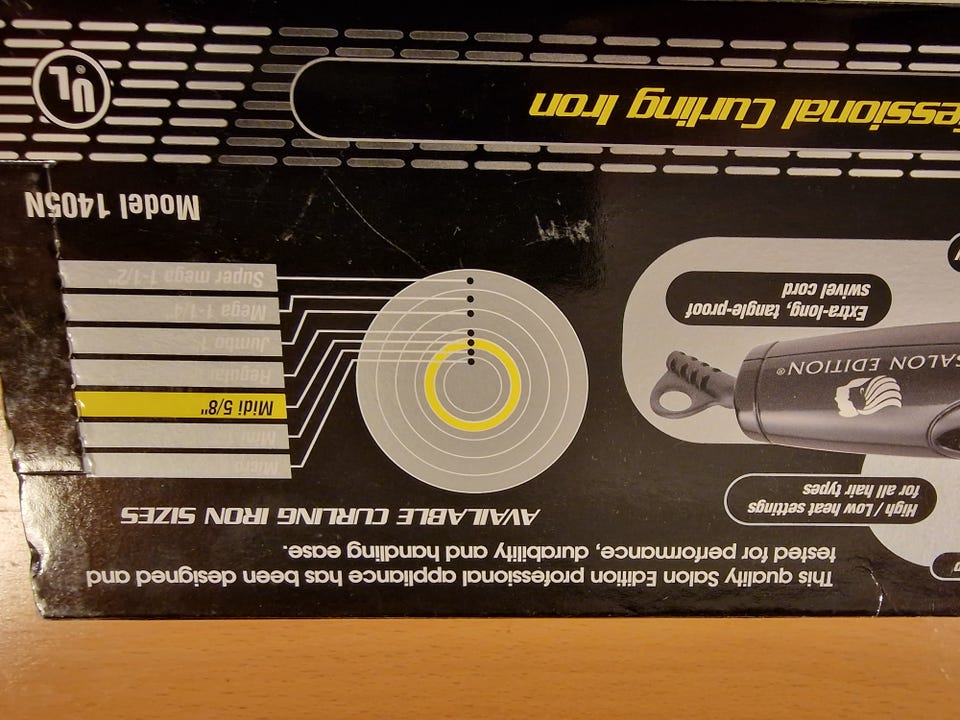 This quality Salon Edition professional appliance has been designed and
tested for performance, durability and handling ease.
High / Low heat settings
for all hair types
SALON EDITION®
Extra-long, tangle-proof
swivel cord
AVAILABLE CURLING IRON SIZES
Micro
Mini
Midi 5/8"
Regular
Jumbo 1
Mega 1-1/4"
Super mega 1-1/2"
Model 1405N
essional Curling Iron
UL®